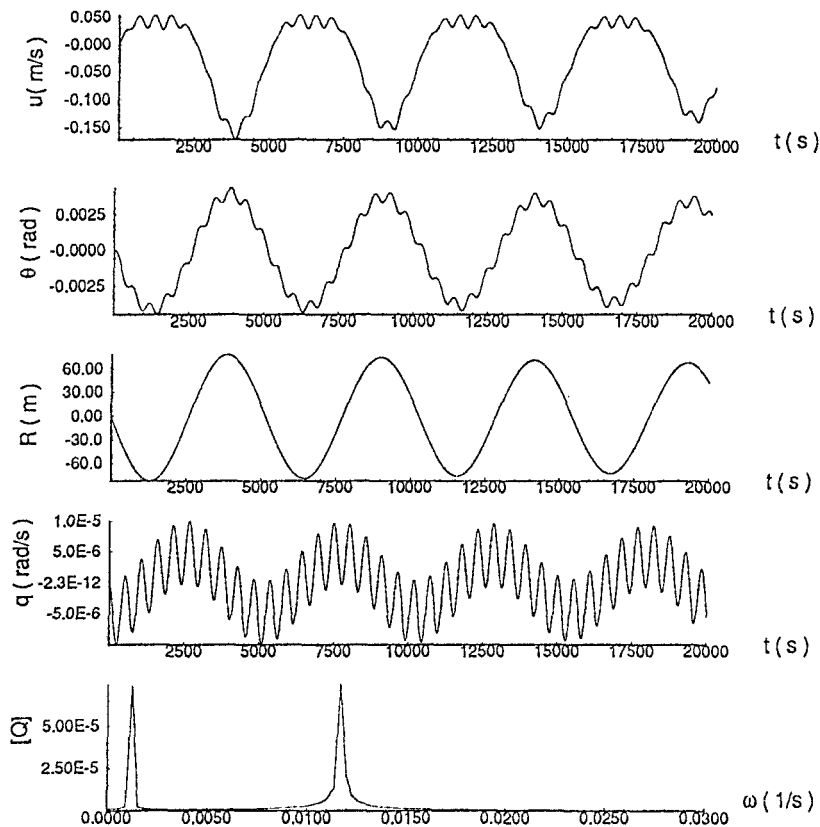 0.050
-0.000
-0.050
-0.100
-0.150
u( m/s )
2500 5000 7500 10000 12500 15000 17500 20000
t ( s )
0.0025
-0.0000
-0.0025
θ ( rad )
2500 5000 7500 10000 12500 15000 17500 20000
t ( s )
60.00
30.00
0.00
-30.0
-60.0
R ( m )
2500 5000 7500 10000 12500 15000 17500 20000
t ( s )
1.0E-5
5.0E-6
-2.3E-12
-5.0E-6
q ( rad/s )
2500 5000 7500 10000 12500 15000 17500 20000
t ( s )
5.00E-5
2.50E-5
[Q]
0.0000 0.0050 0.0100 0.0150 0.0200 0.0250 0.0300
ω ( 1/s )